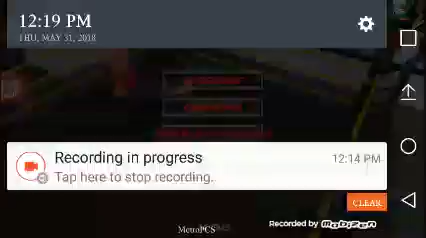 12:19 PM
THU, MAY 31, 2018
Recording in progress
12:14 PM
Tap here to stop recording.
CLEAR
Recorded by Mobizen
MetroPCS